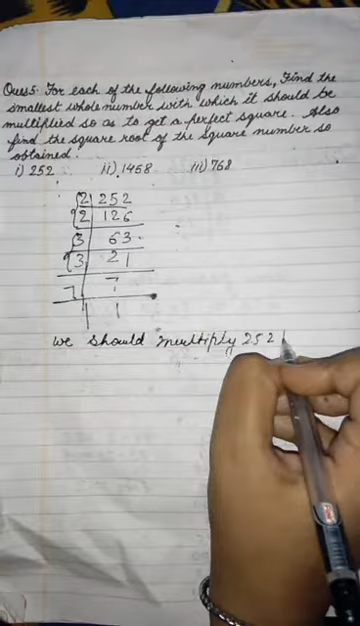 Ques5. For each of the following numbers, Find the
smallest whole number with which it should be
multiplied so as to get a perfect square. Also
find the square root of the square number so
obtained.
i) 252 ii) 1458 iii) 768
2 252
2 126
3 63
3 21
7 7
1 1
we should multiply 252